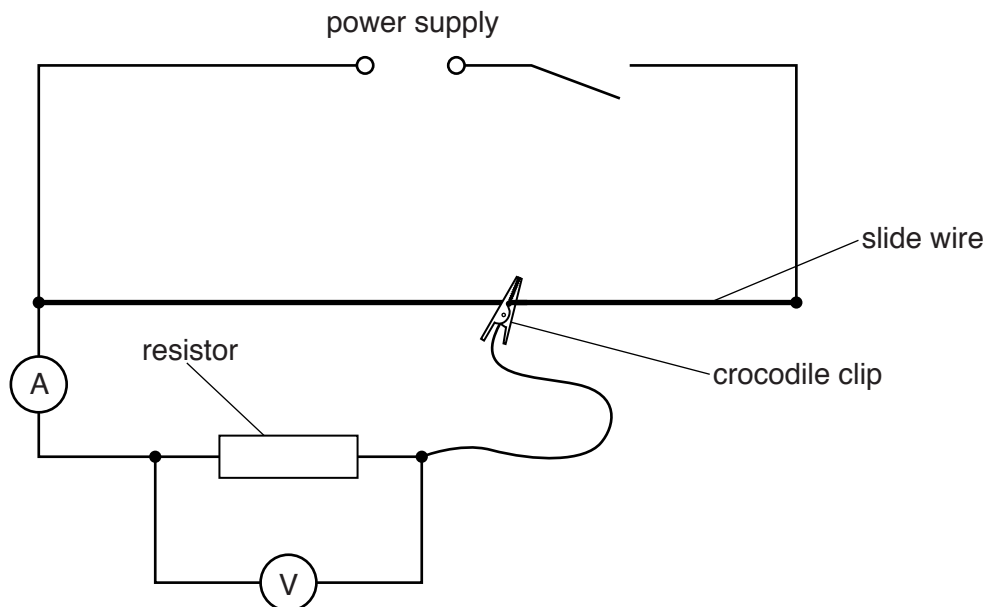 power supply
slide wire
resistor
crocodile clip
A
V